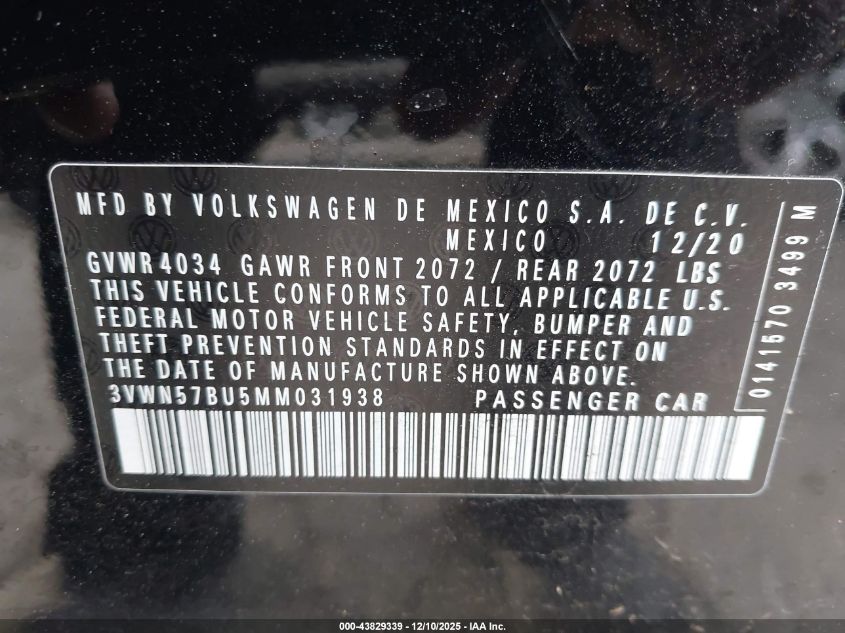 MFD BY VOLKSWAGEN DE MEXICO S.A. DE C.V.
MEXICO 12/20
GVWR 4034 GAWR FRONT 2072 / REAR 2072 LBS
THIS VEHICLE CONFORMS TO ALL APPLICABLE U.S.
FEDERAL MOTOR VEHICLE SAFETY, BUMPER AND
THEFT PREVENTION STANDARDS IN EFFECT ON
THE DATE OF MANUFACTURE SHOWN ABOVE.
3VWN57BU5MM031938 PASSENGER CAR
0141570 3499 M
000-43829339 - 12/10/2025 - IAA Inc.